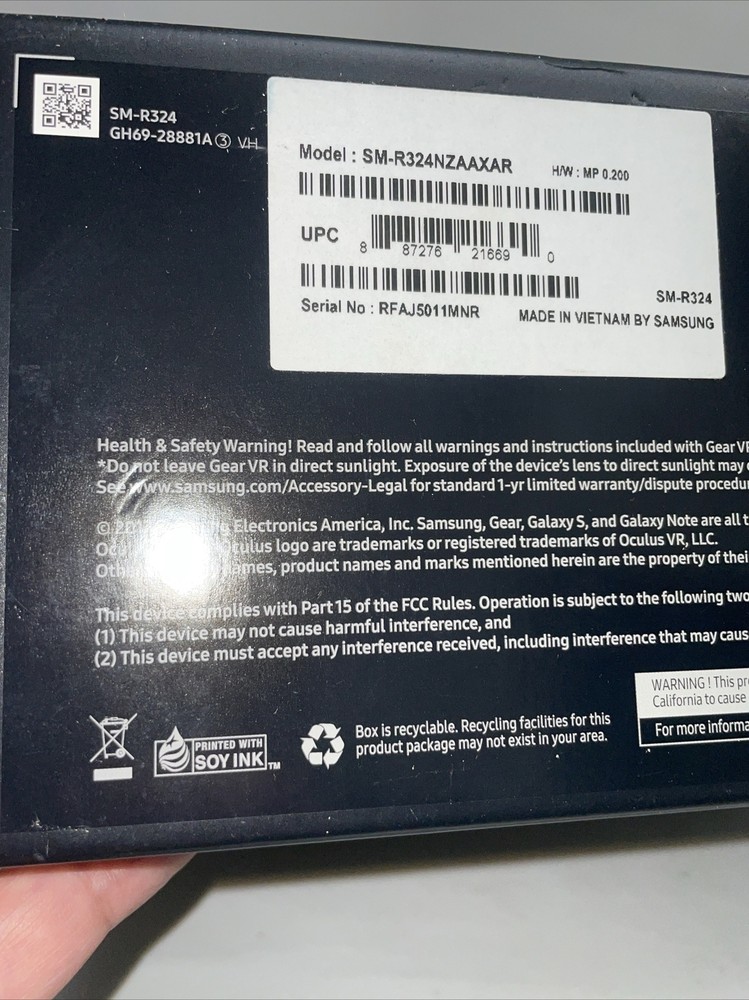 SM-R324
GH69-28881A ③ VH
Model : SM-R324NZAAXAR H/W : MP 0.200
UPC 8 87276 21669 0
SM-R324
Serial No : RFAJ5011MNR MADE IN VIETNAM BY SAMSUNG
Health & Safety Warning! Read and follow all warnings and instructions included with Gear
*Do not leave Gear VR in direct sunlight. Exposure of the device's lens to direct sunlight may
See www.samsung.com/Accessory-Legal for standard 1-yr limited warranty/dispute
© Electronics America, Inc. Samsung, Gear, Galaxy S, and Galaxy Note are all
Oculus logo are trademarks or registered trademarks of Oculus VR, LLC.
names, product names and marks mentioned herein are the property of
This device complies with Part 15 of the FCC Rules. Operation is subject to the following two
(1) This device may not cause harmful interference, and
(2) This device must accept any interference received, including interference that may
WARNING ! This
California to cause
For more
PRINTED WITH
SOY INK TM
Box is recyclable. Recycling facilities for this
product package may not exist in your area.